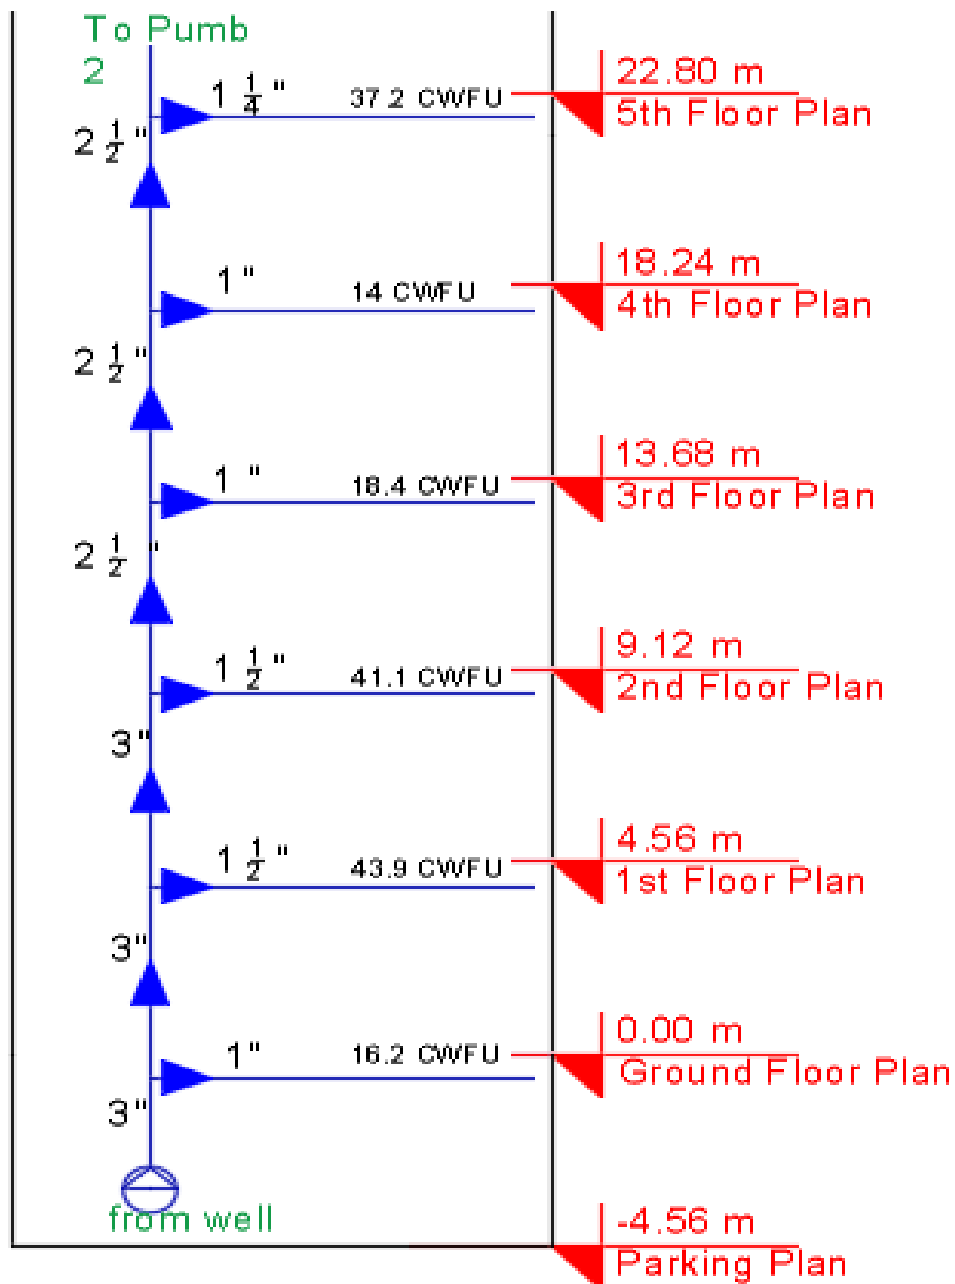 To Pumb
2
1 1/4 "
37.2 CWFU
22.80 m
5th Floor Plan
2 1/2 "
1 "
14 CWFU
18.24 m
4th Floor Plan
2 1/2 "
1 "
18.4 CWFU
13.68 m
3rd Floor Plan
2 1/2 "
1 1/2 "
41.1 CWFU
9.12 m
2nd Floor Plan
3"
1 1/2 "
43.9 CWFU
4.56 m
1st Floor Plan
3"
1"
16.2 CWFU
0.00 m
Ground Floor Plan
3"
from well
-4.56 m
Parking Plan